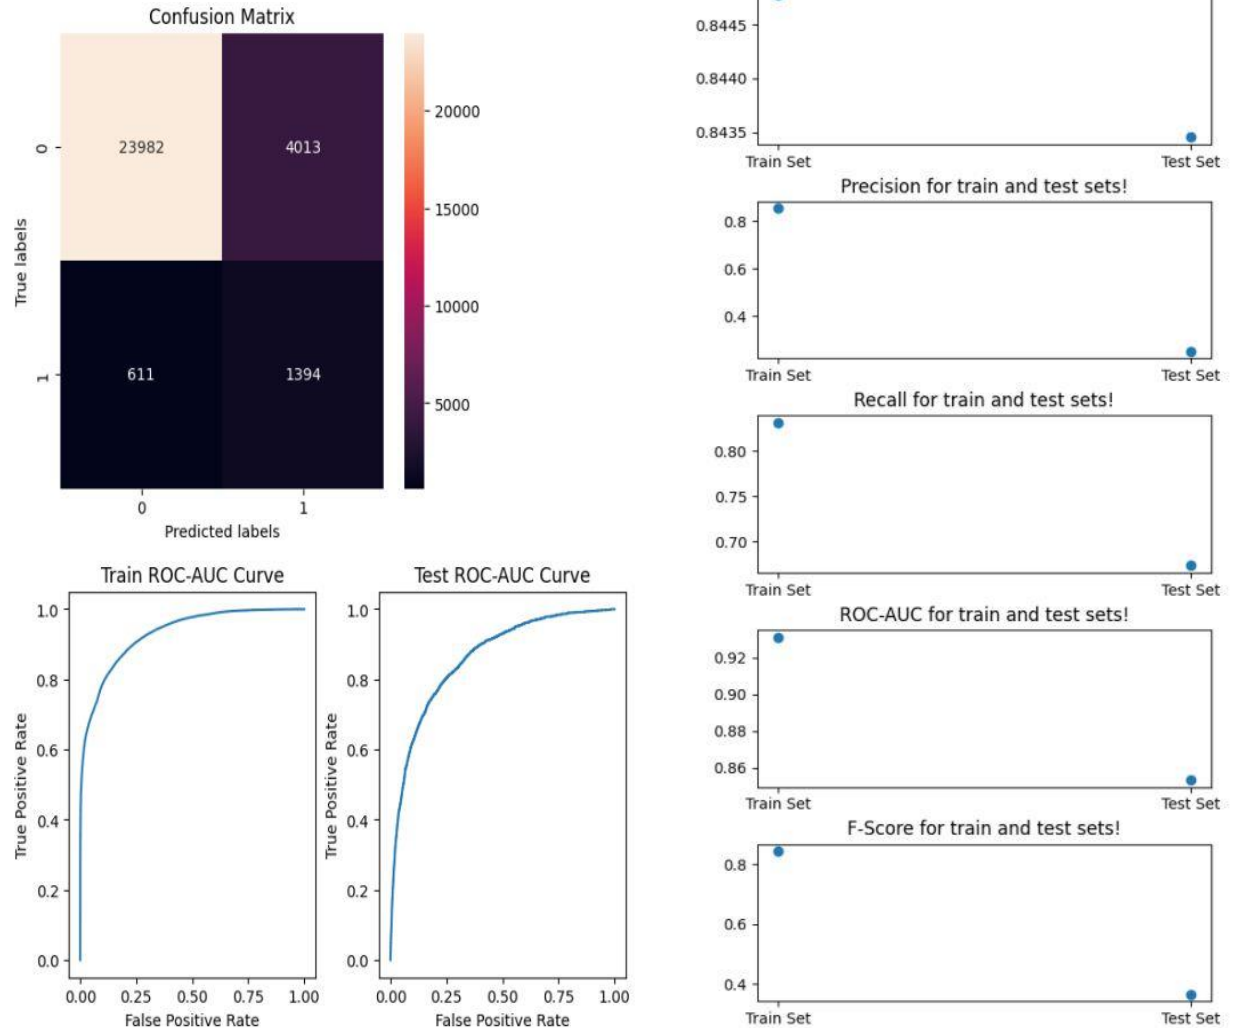 Confusion Matrix
0
1
True labels
23982
4013
611
1394
0
1
Predicted labels
20000
15000
10000
5000
Train ROC-AUC Curve
True Positive Rate
1.0
0.8
0.6
0.4
0.2
0.0
0.00 0.25 0.50 0.75 1.00
False Positive Rate
Test ROC-AUC Curve
True Positive Rate
1.0
0.8
0.6
0.4
0.2
0.0
0.00 0.25 0.50 0.75 1.00
False Positive Rate
0.8445
0.8440
0.8435
Train Set Test Set
Precision for train and test sets!
0.8
0.6
0.4
Train Set Test Set
Recall for train and test sets!
0.80
0.75
0.70
Train Set Test Set
ROC-AUC for train and test sets!
0.92
0.90
0.88
0.86
Train Set Test Set
F-Score for train and test sets!
0.8
0.6
0.4
Train Set Test Set